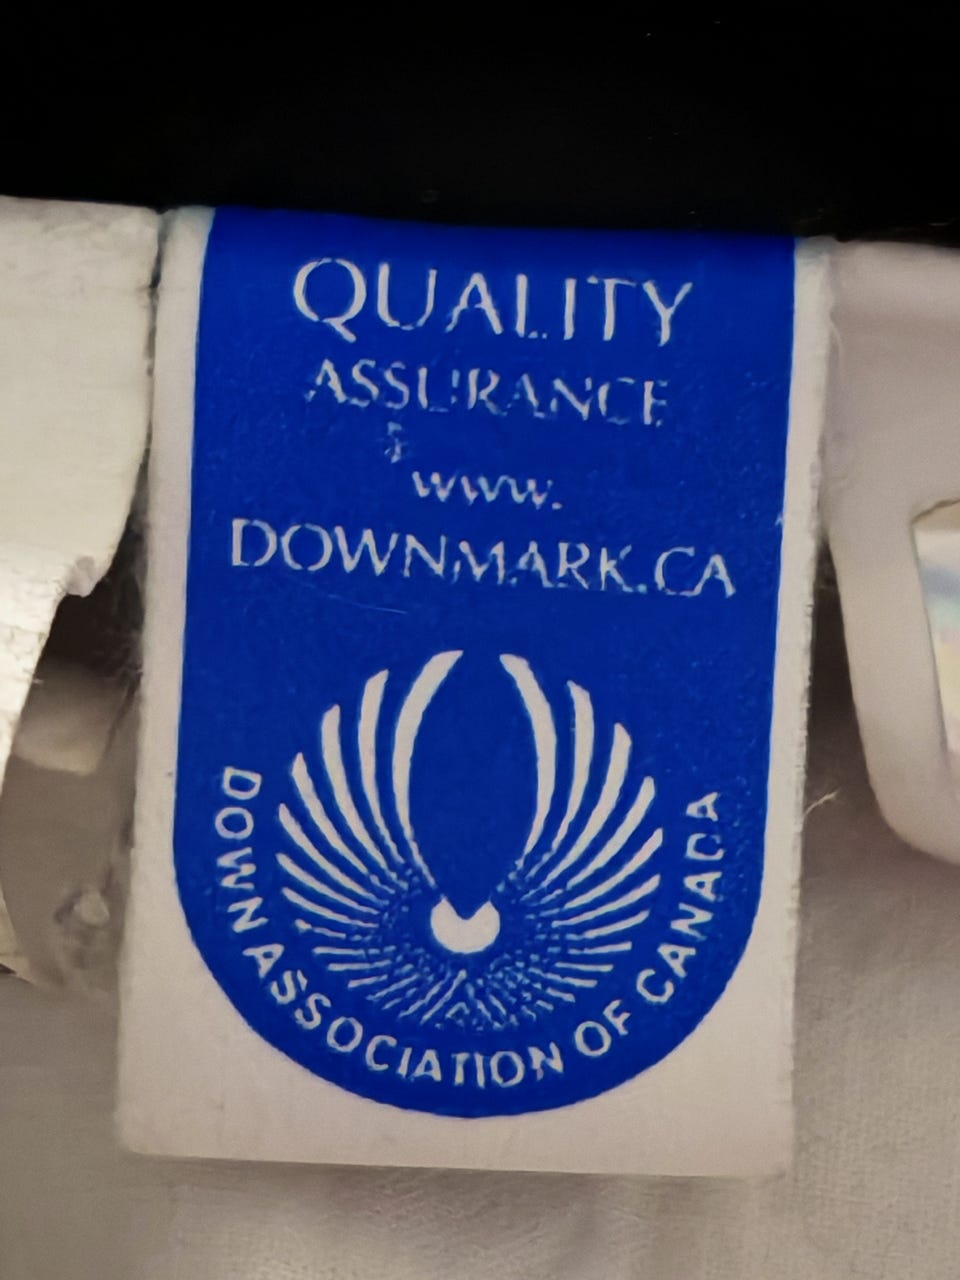 QUALITY
ASSURANCE
www.
DOWNMARK.CA
DOWN ASSOCIATION OF CANADA